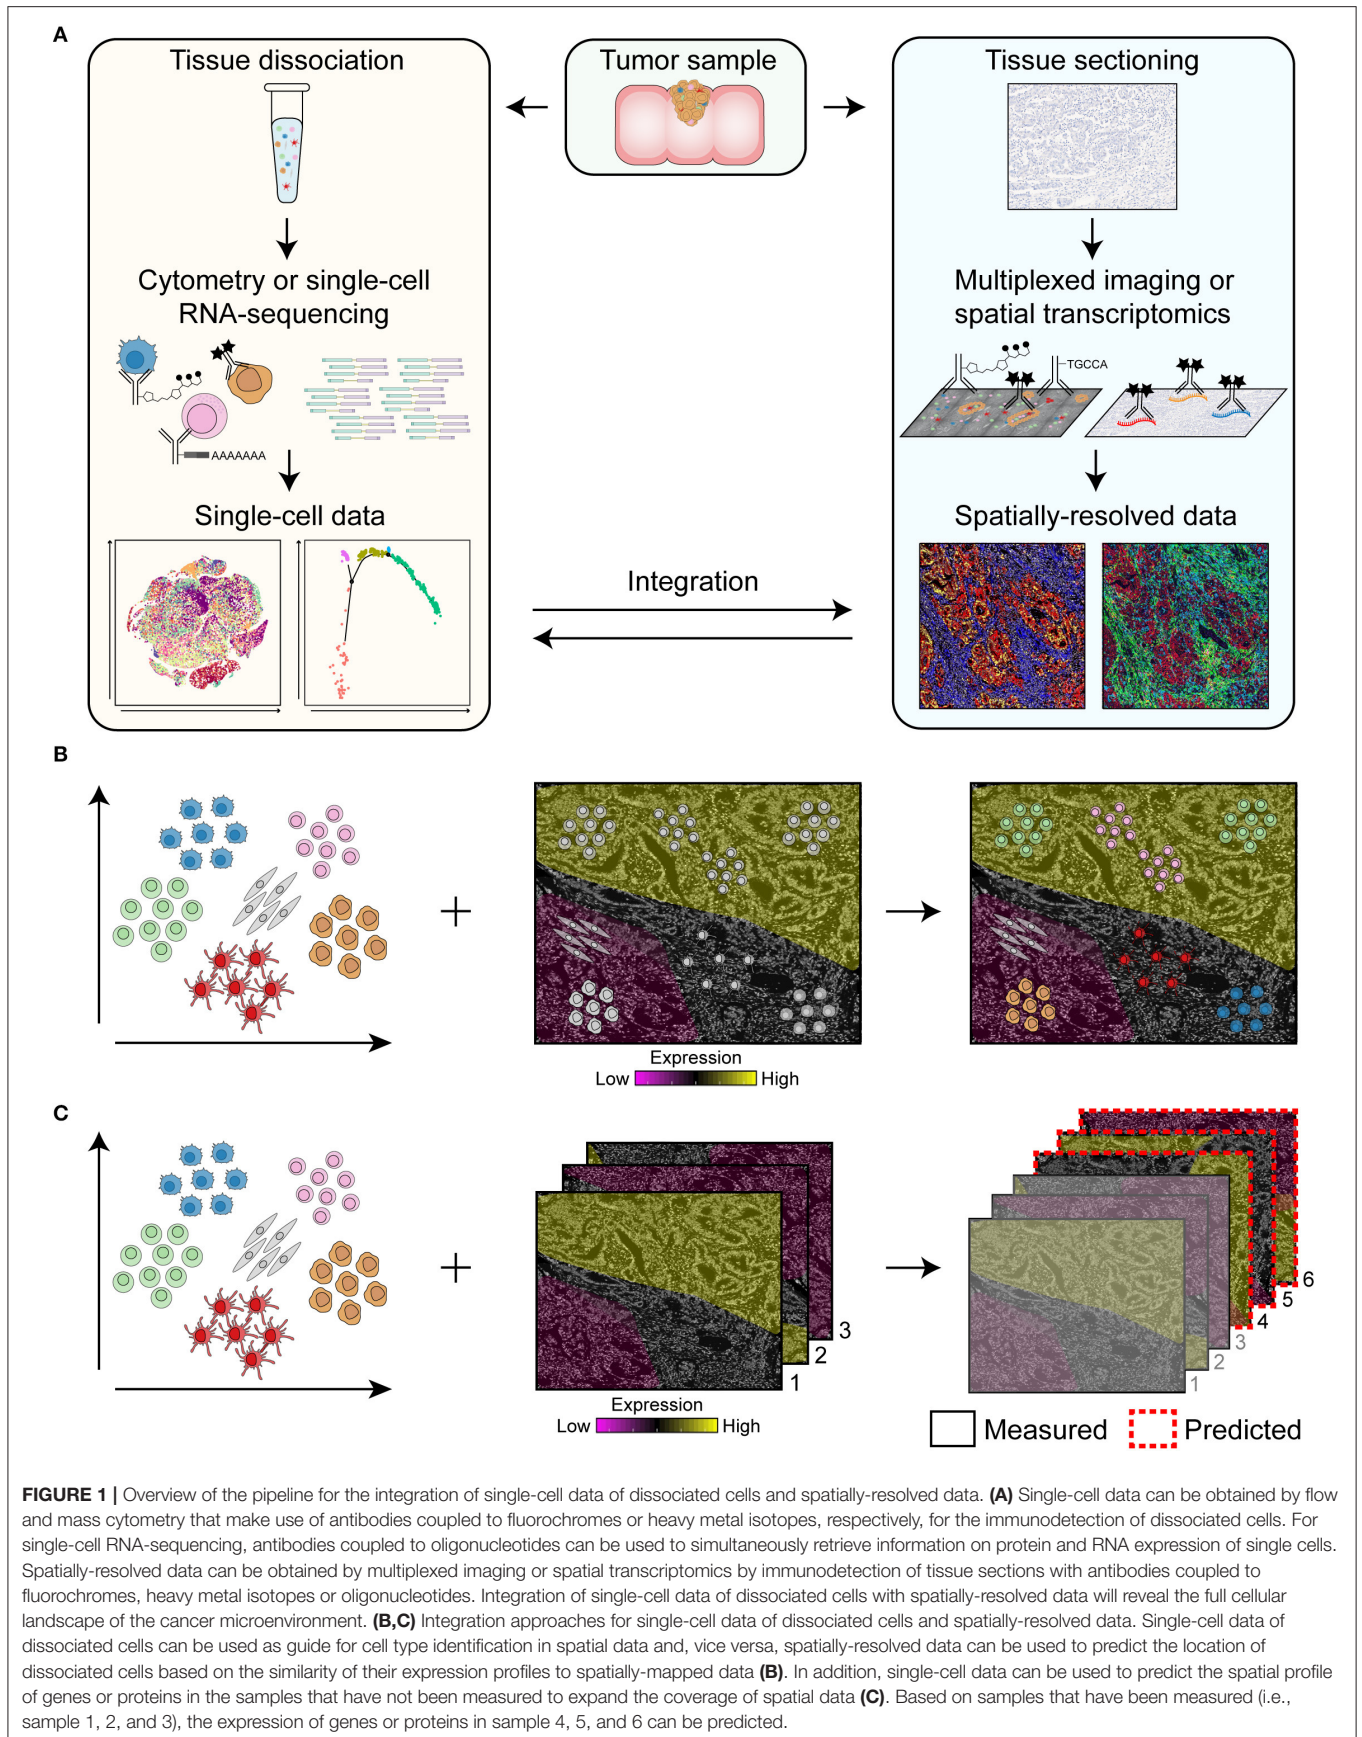 A
Tissue dissociation
Tumor sample
Tissue sectioning
Cytometry or single-cell
RNA-sequencing
Multiplexed imaging or
spatial transcriptomics
TGCCA
AAAAAAA
Single-cell data
Spatially-resolved data
Integration
B
+
Expression
Low
High
C
+
1
2
3
Expression
Low
High
1
2
3
4
5
6
Measured
Predicted
FIGURE 1 | Overview of the pipeline for the integration of single-cell data of dissociated cells and spatially-resolved data. (A) Single-cell data can be obtained by flow
and mass cytometry that make use of antibodies coupled to fluorochromes or heavy metal isotopes, respectively, for the immunodetection of dissociated cells. For
single-cell RNA-sequencing, antibodies coupled to oligonucleotides can be used to simultaneously retrieve information on protein and RNA expression of single cells.
Spatially-resolved data can be obtained by multiplexed imaging or spatial transcriptomics by immunodetection of tissue sections with antibodies coupled to
fluorochromes, heavy metal isotopes or oligonucleotides. Integration of single-cell data of dissociated cells with spatially-resolved data will reveal the full cellular
landscape of the cancer microenvironment. (B,C) Integration approaches for single-cell data of dissociated cells and spatially-resolved data. Single-cell data of
dissociated cells can be used as guide for cell type identification in spatial data and, vice versa, spatially-resolved data can be used to predict the location of
dissociated cells based on the similarity of their expression profiles to spatially-mapped data (B). In addition, single-cell data can be used to predict the spatial profile
of genes or proteins in the samples that have not been measured to expand the coverage of spatial data (C). Based on samples that have been measured (i.e.,
sample 1, 2, and 3), the expression of genes or proteins in sample 4, 5, and 6 can be predicted.